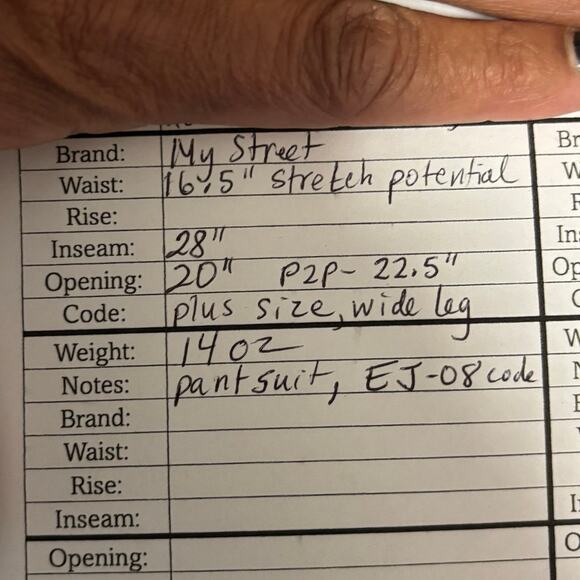 Brand: My Street
Waist: 16.5" stretch potential
Rise:
Inseam: 28"
Opening: 20" P2P- 22.5"
Code: plus size, wide leg
Weight: 14 oz
Notes: pantsuit, EJ-08 code
Brand:
Waist:
Rise:
Inseam:
Opening: